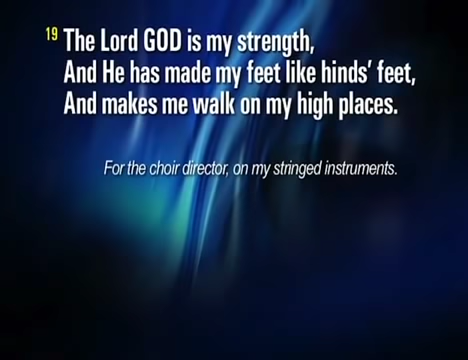 19 The Lord GOD is my strength,
And He has made my feet like hinds' feet,
And makes me walk on my high places.
For the choir director, on my stringed instruments.